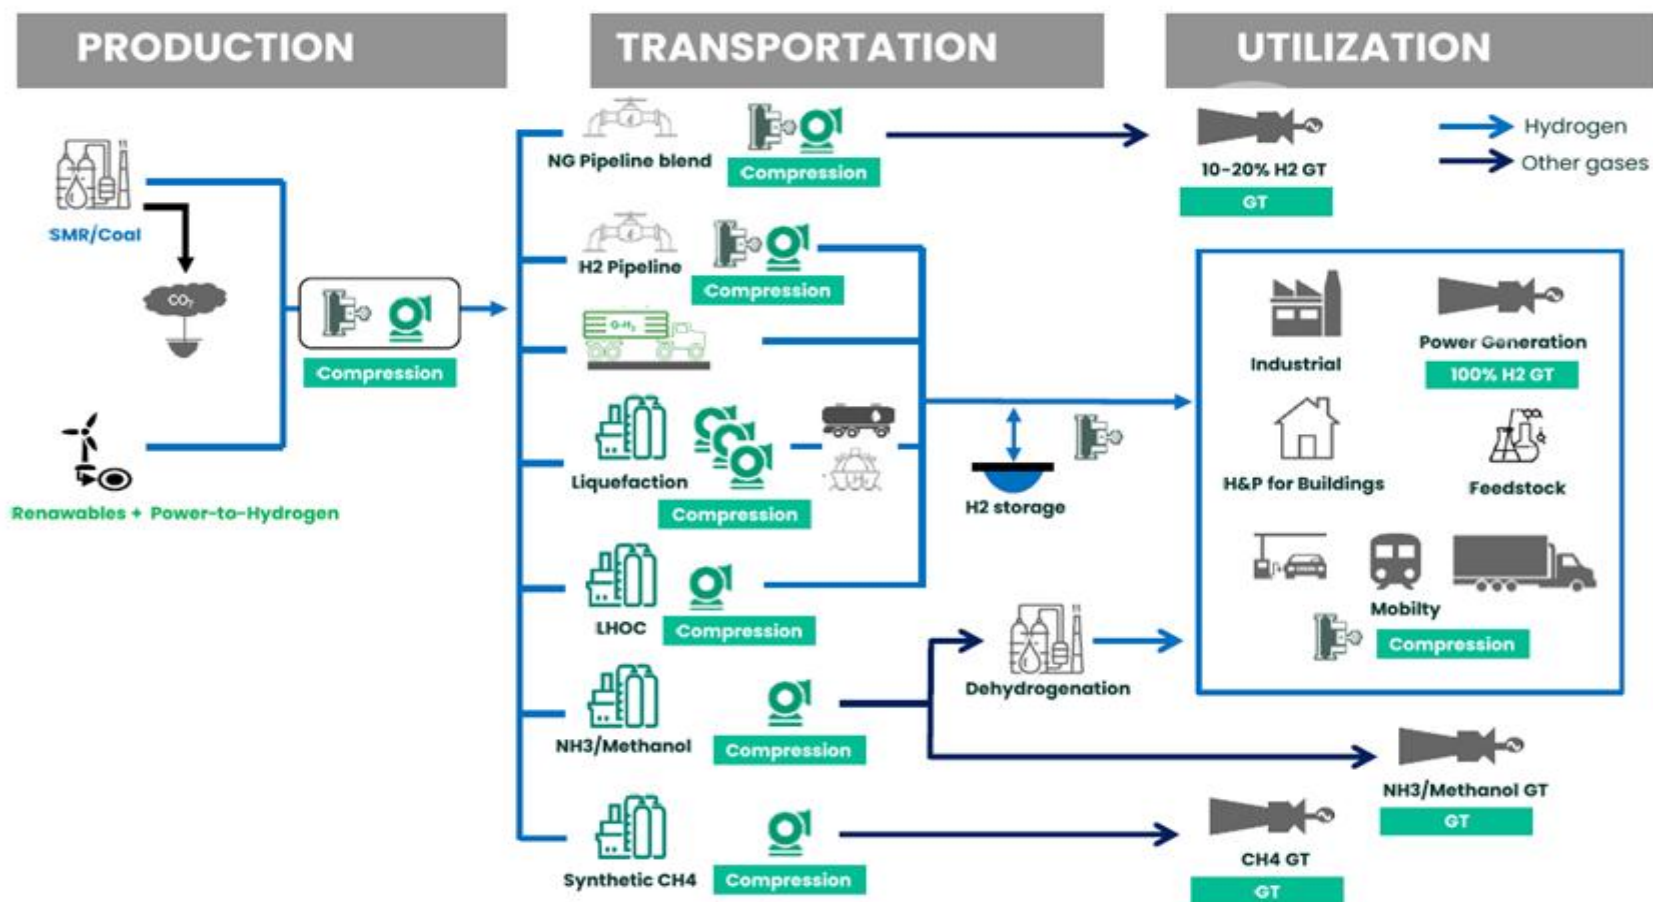 PRODUCTION
TRANSPORTATION
UTILIZATION
SMR/Coal
CO₂
Renawables + Power-to-Hydrogen
Compression
NG Pipeline blend
Compression
H2 Pipeline
Compression
G-H₂
Liquefaction
Compression
LHOC
Compression
NH3/Methanol
Compression
Synthetic CH4
Compression
H2 storage
Dehydrogenation
10-20% H2 GT
GT
Hydrogen
Other gases
Industrial
Power Generation
100% H2 GT
H&P for Buildings
Feedstock
Mobilty
Compression
NH3/Methanol GT
GT
CH4 GT
GT